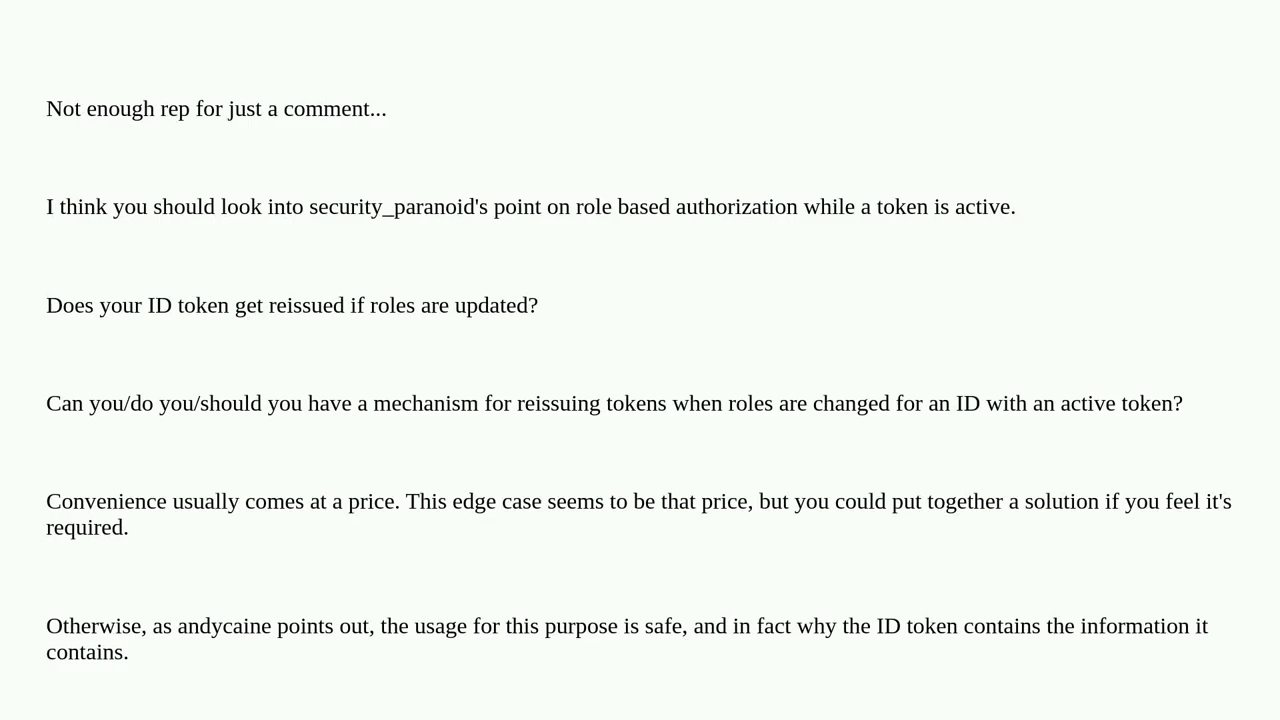 Not enough rep for just a comment...
I think you should look into security_paranoid's point on role based authorization while a token is active.
Does your ID token get reissued if roles are updated?
Can you/do you/should you have a mechanism for reissuing tokens when roles are changed for an ID with an active token?
Convenience usually comes at a price. This edge case seems to be that price, but you could put together a solution if you feel it's
required.
Otherwise, as andycaine points out, the usage for this purpose is safe, and in fact why the ID token contains the information it
contains.